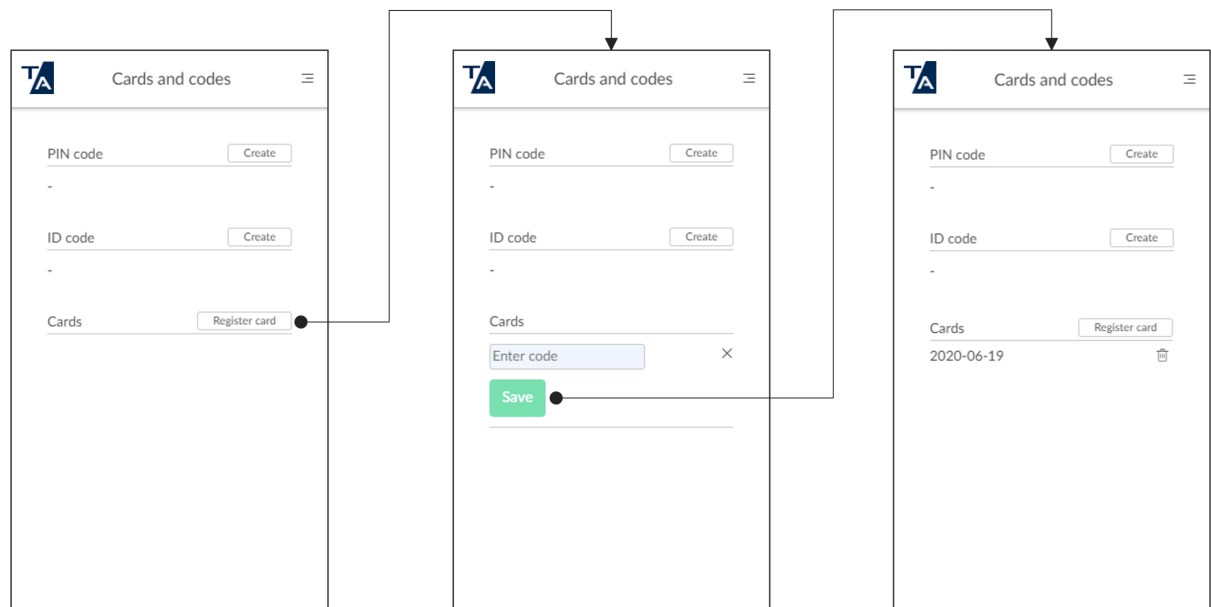 TA Cards and codes
PIN code Create
-
ID code Create
-
Cards Register card
TA Cards and codes
PIN code Create
-
ID code Create
-
Cards
Enter code
Save
TA Cards and codes
PIN code Create
-
ID code Create
-
Cards Register card
2020-06-19